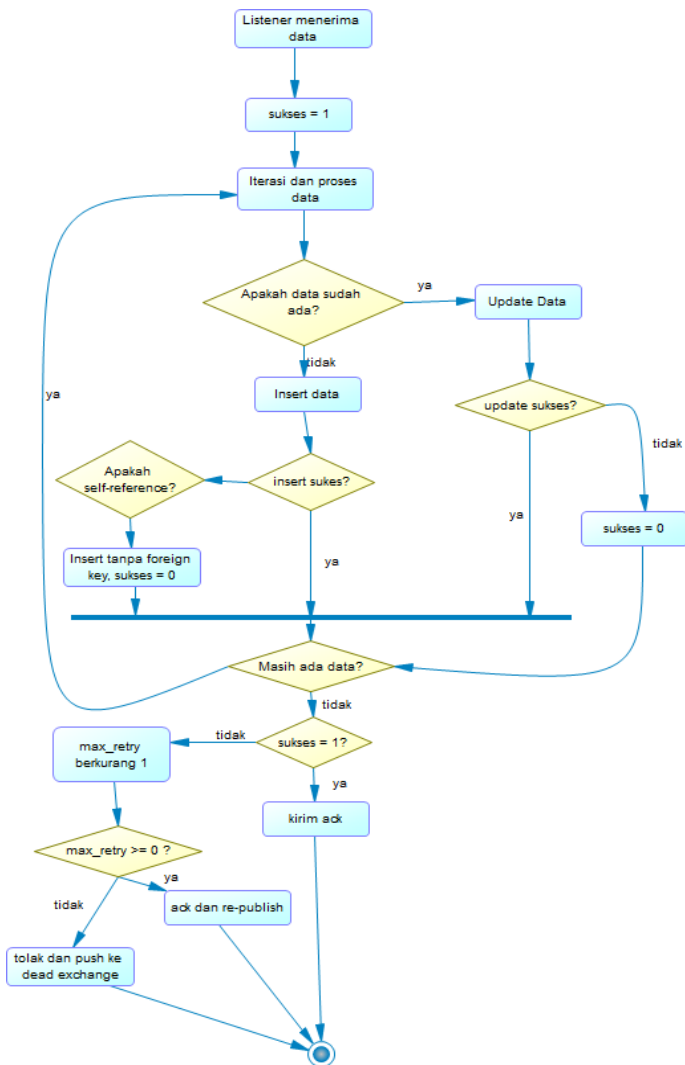 Listener menerima
data
sukses = 1
Iterasi dan proses
data
Apakah data sudah
ada?
ya
Update Data
tidak
Insert data
ya
update sukses?
tidak
Apakah
self-reference?
insert sukes?
ya
sukses = 0
Insert tanpa foreign
key, sukses = 0
ya
Masih ada data?
tidak
max_retry
berkurang 1
tidak
sukses = 1?
ya
kirim ack
max_retry >= 0 ?
ya
tidak
ack dan re-publish
tolak dan push ke
dead exchange